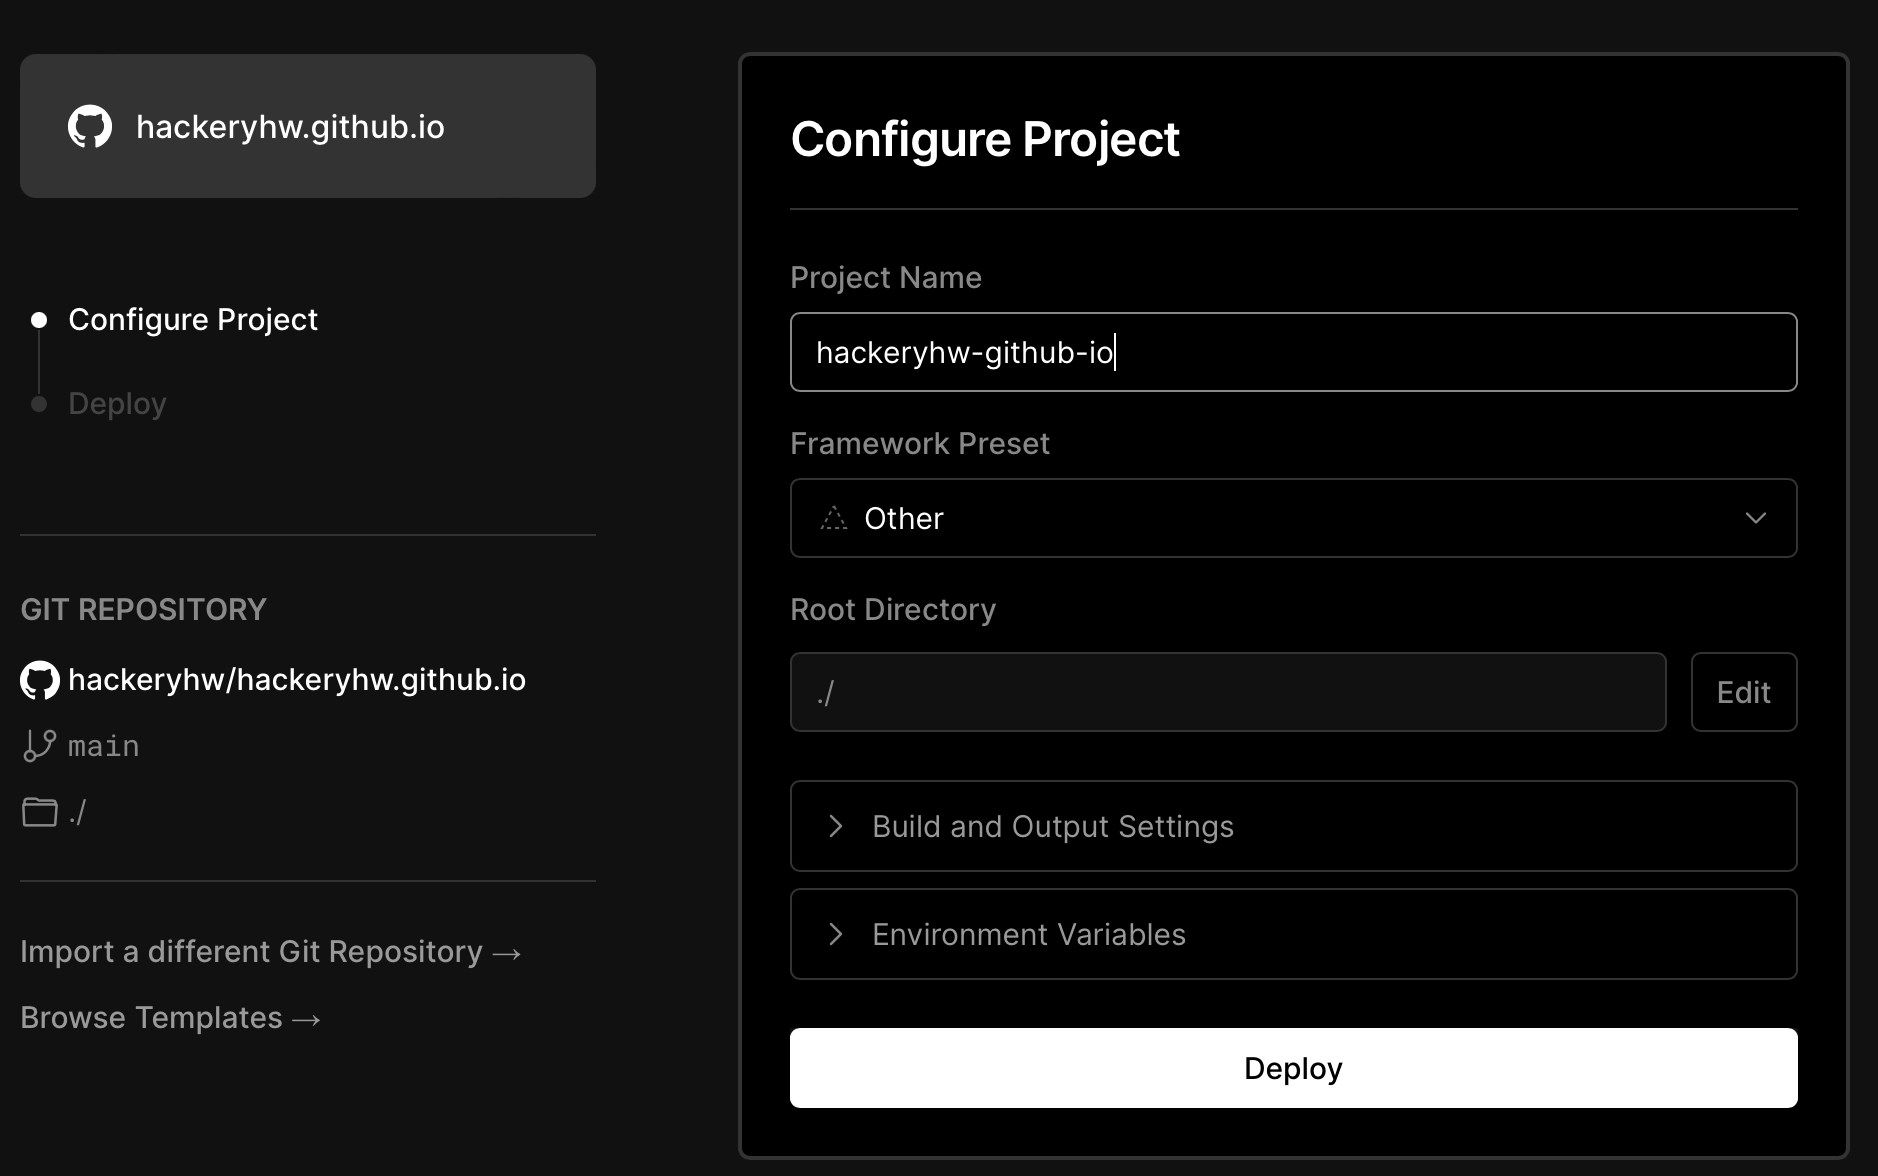 hackeryhw.github.io
Configure Project
Deploy
GIT REPOSITORY
hackeryhw/hackeryhw.github.io
main
./
Import a different Git Repository →
Browse Templates →
Configure Project
Project Name
hackeryhw-github-io
Framework Preset
Other
Root Directory
./
Edit
Build and Output Settings
Environment Variables
Deploy